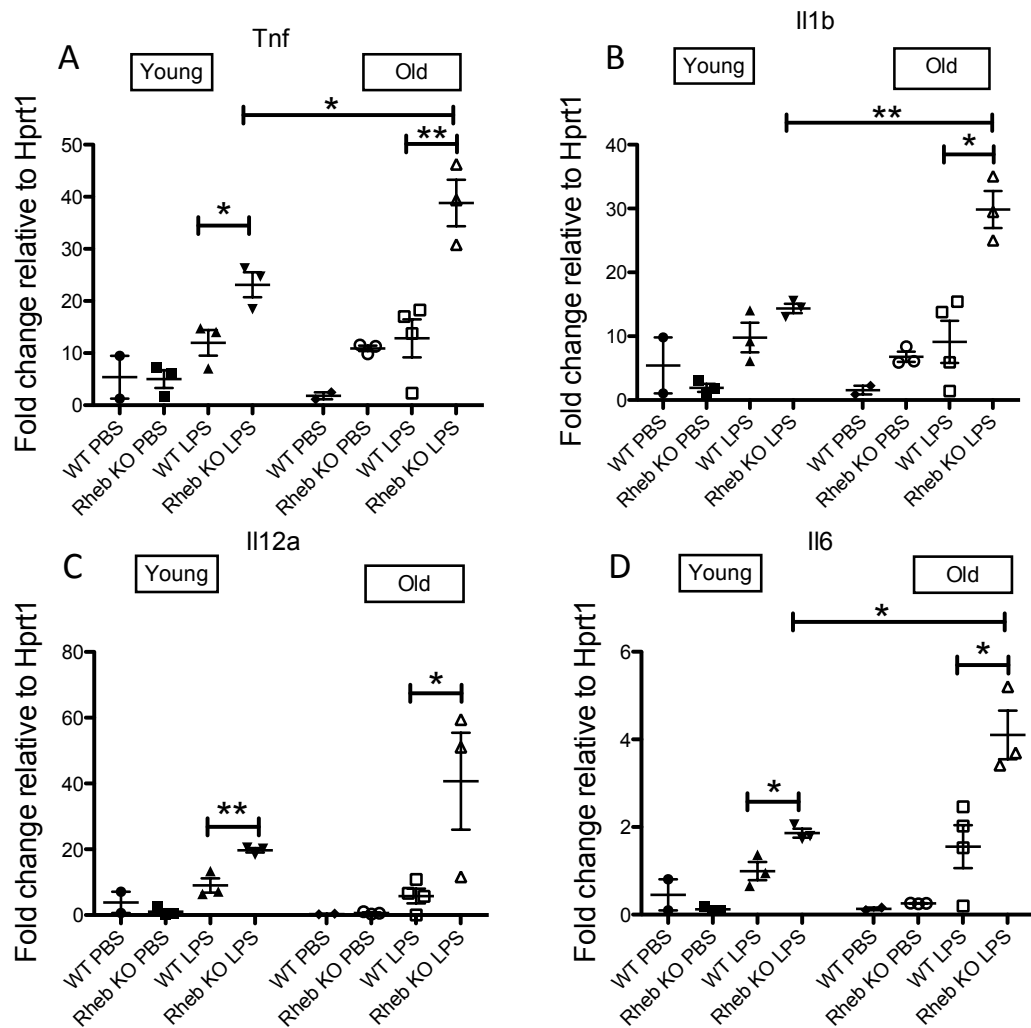 A
Tnf
Young
Old
*
**
*
Fold change relative to Hprt1
50
40
30
20
10
0
WT PBS
Rheb KO PBS
WT LPS
Rheb KO LPS
WT PBS
Rheb KO PBS
WT LPS
Rheb KO LPS
B
Il1b
Young
Old
**
*
Fold change relative to Hprt1
40
30
20
10
0
WT PBS
Rheb KO PBS
WT LPS
Rheb KO LPS
WT PBS
Rheb KO PBS
WT LPS
Rheb KO LPS
C
Il12a
Young
Old
*
**
Fold change relative to Hprt1
80
60
40
20
0
WT PBS
Rheb KO PBS
WT LPS
Rheb KO LPS
WT PBS
Rheb KO PBS
WT LPS
Rheb KO LPS
D
Il6
Young
Old
*
*
*
Fold change relative to Hprt1
6
4
2
0
WT PBS
Rheb KO PBS
WT LPS
Rheb KO LPS
WT PBS
Rheb KO PBS
WT LPS
Rheb KO LPS